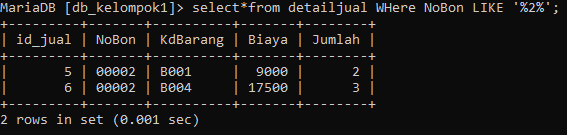 MariaDB [db_kelompok1]> select*from detailjual WHere NoBon LIKE '%2%';
+---------+-------+----------+-------+--------+
| id_jual | NoBon | KdBarang | Biaya | Jumlah |
+---------+-------+----------+-------+--------+
|       5 | 00002 | B001     |  9000 |      2 |
|       6 | 00002 | B004     | 17500 |      3 |
+---------+-------+----------+-------+--------+
2 rows in set (0.001 sec)